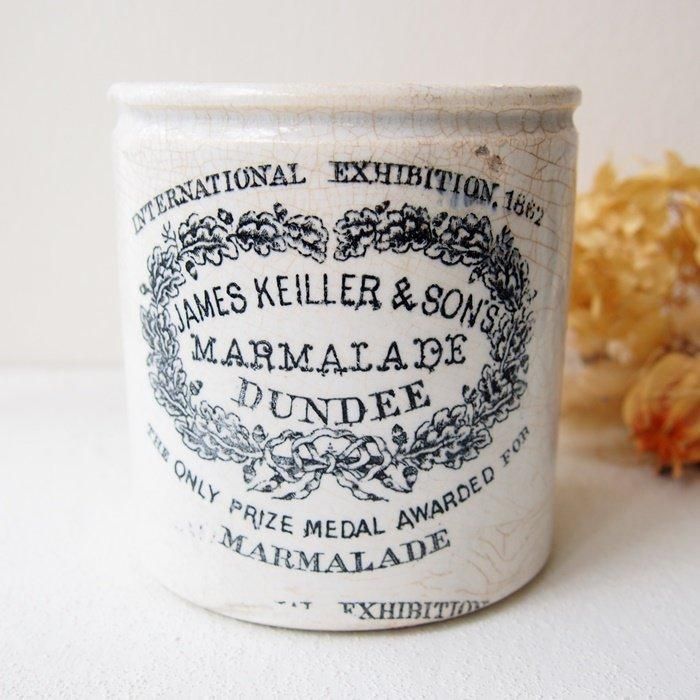 INTERNATIONAL EXHIBITION, 1862
JAMES KEILLER & SON'S
MARMALADE
DUNDEE
THE ONLY PRIZE MEDAL AWARDED FOR
MARMALADE
EXHIBITION